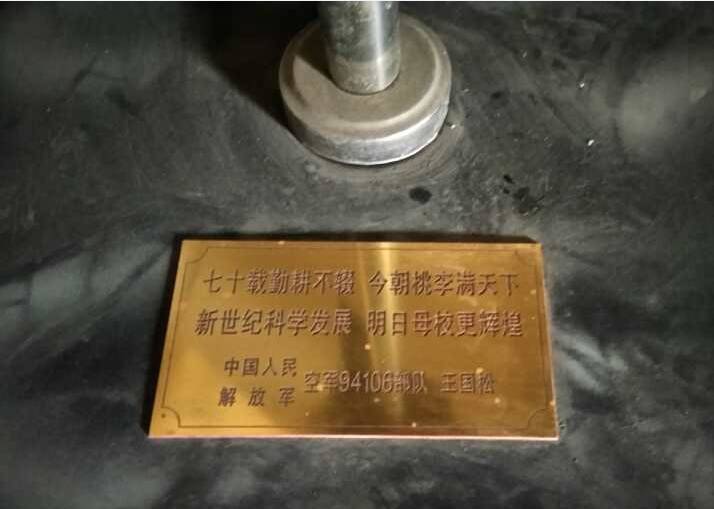 七十载勤耕不辍 今朝桃李满天下
新世纪科学发展 明日母校更辉煌
中国人民
解放军 空军94106部队 王国松